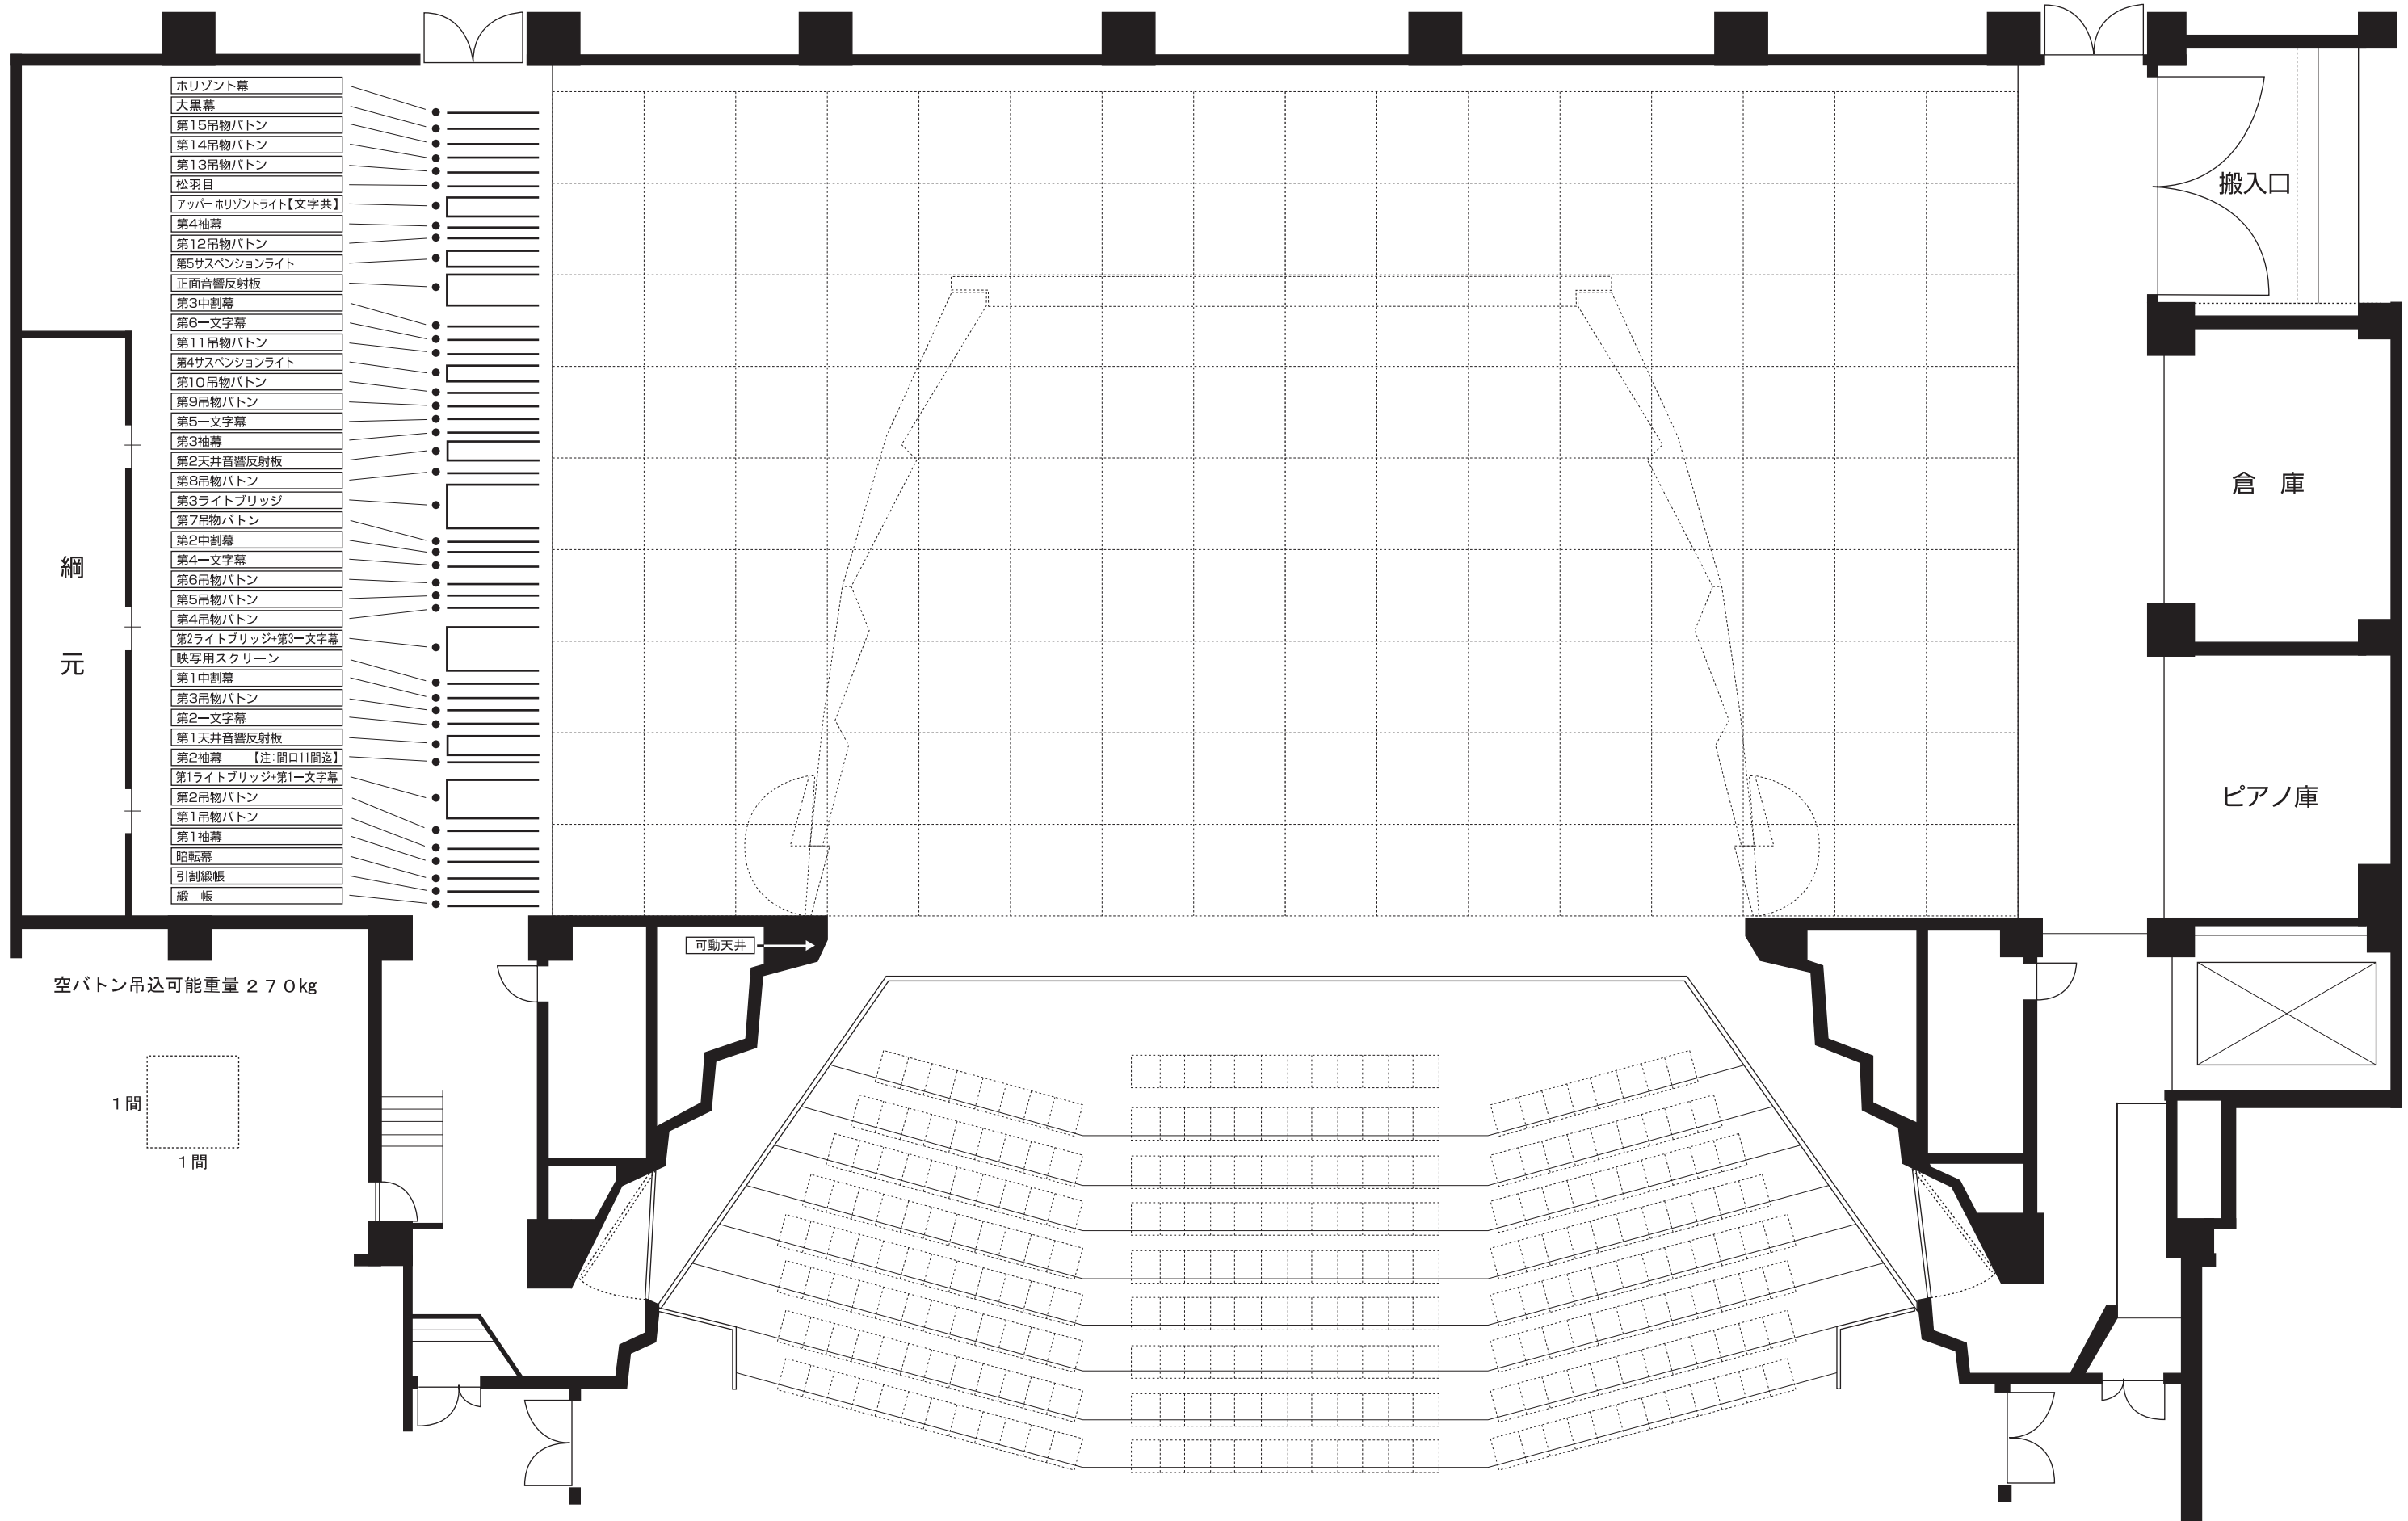 ホリゾント幕
大黒幕
第15吊物バトン
第14吊物バトン
第13吊物バトン
松羽目
アッパーホリゾントライト【文字共】
第4袖幕
第12吊物バトン
第5サスペンションライト
正面音響反射板
第3中割幕
第6一文字幕
第11吊物バトン
第4サスペンションライト
第10吊物バトン
第9吊物バトン
第5一文字幕
第3袖幕
第2天井音響反射板
第8吊物バトン
第3ライトブリッジ
第7吊物バトン
第2中割幕
第4一文字幕
第6吊物バトン
第5吊物バトン
第4吊物バトン
第2ライトブリッジ+第3一文字幕
映写用スクリーン
第1中割幕
第3吊物バトン
第2一文字幕
第1天井音響反射板
第2袖幕　【注:間口11間迄】
第1ライトブリッジ+第1一文字幕
第2吊物バトン
第1吊物バトン
第1袖幕
暗転幕
引割緞帳
緞　帳
綱
元
可動天井
空バトン吊込可能重量２７０kg
1間
1間
搬入口
倉　庫
ピアノ庫